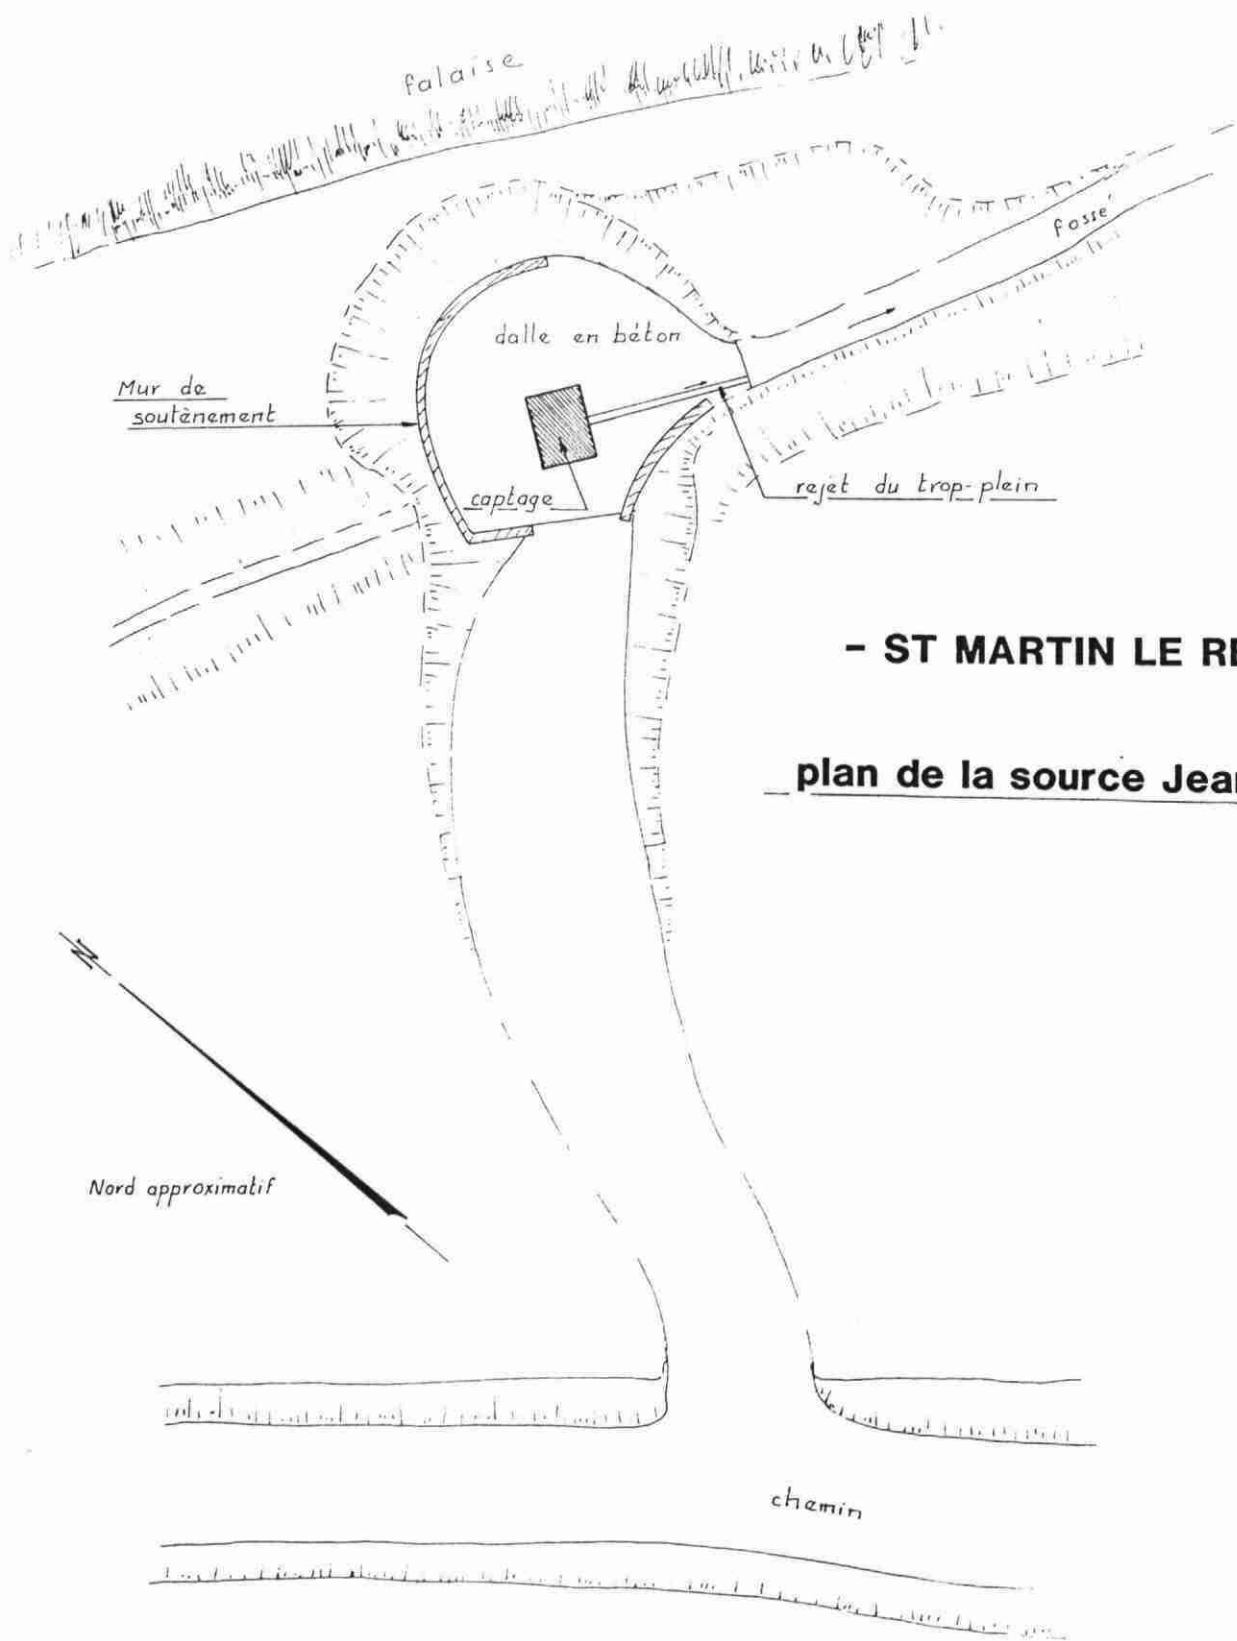 falaise
fossé
dalle en béton
Mur de
soutènement
captage
rejet du trop-plein
- ST MARTIN LE
plan de la source
N
Nord approximatif
chemin